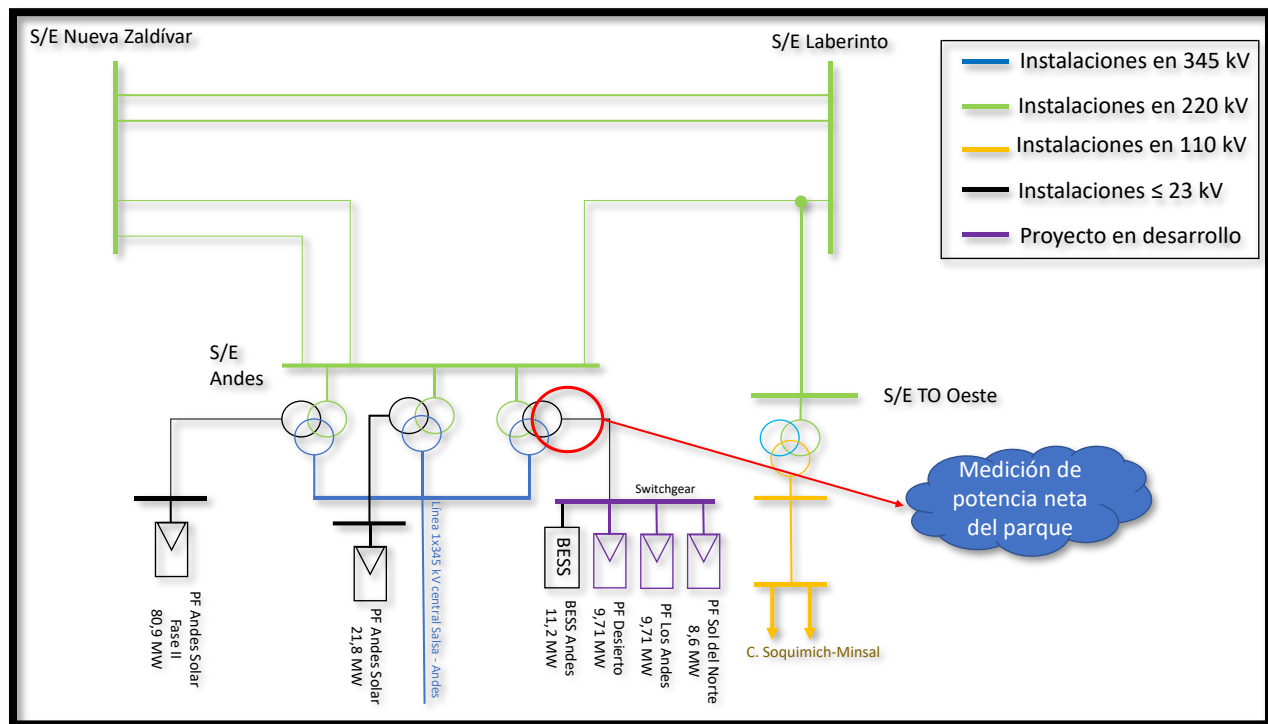 S/E Nueva Zaldívar
S/E Laberinto
Instalaciones en 345 kV
Instalaciones en 220 kV
Instalaciones en 110 kV
Instalaciones ≤ 23 kV
Proyecto en desarrollo
S/E
Andes
S/E TO Oeste
Medición de
potencia neta
del parque
Switchgear
Línea 1x345 kV central Salsa - Andes
BESS
PF Andes Solar
Fase II
80,9 MW
PF Andes Solar
21,8 MW
BESS Andes
11,2 MW
PF Desierto
9,71 MW
PF Los Andes
9,71 MW
PF Sol del Norte
8,6 MW
C. Soquimich-Minsal